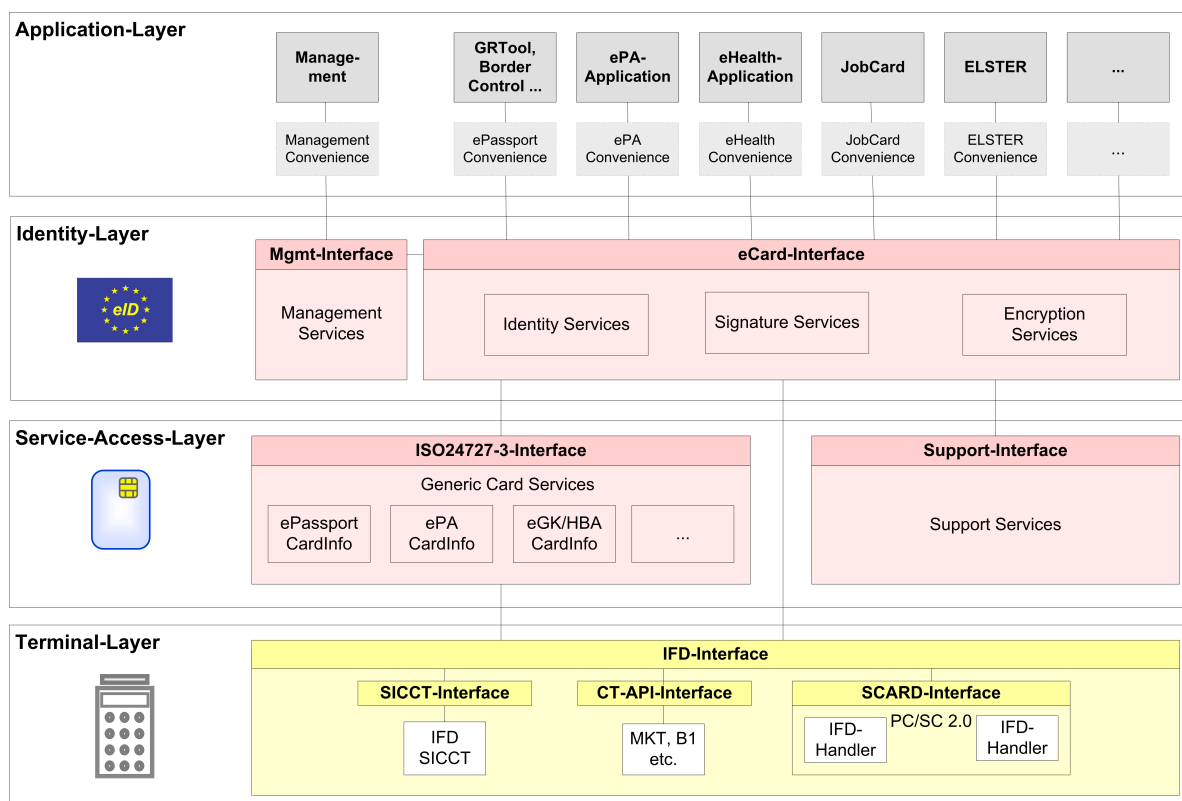 Application-Layer
Manage-
ment
GRTool,
Border
Control ...
ePA-
Application
eHealth-
Application
JobCard
ELSTER
...
Management
Convenience
ePassport
Convenience
ePA
Convenience
eHealth
Convenience
JobCard
Convenience
ELSTER
Convenience
...
Identity-Layer
eID
Mgmt-Interface
Management
Services
eCard-Interface
Identity Services
Signature Services
Encryption
Services
Service-Access-Layer
ISO24727-3-Interface
Generic Card Services
ePassport
CardInfo
ePA
CardInfo
eGK/HBA
CardInfo
...
Support-Interface
Support Services
Terminal-Layer
IFD-Interface
SICCT-Interface
IFD
SICCT
CT-API-Interface
MKT, B1
etc.
SCARD-Interface
PC/SC 2.0
IFD-
Handler
IFD-
Handler